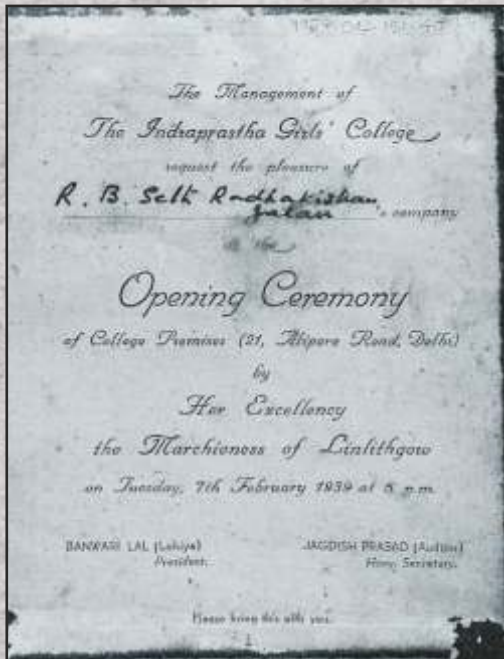 The Management of
The Indraprastha Girls' College
request the pleasure of
R. B. Seth Radhakishan
Jalan 's company
at the
Opening Ceremony
of College Premises (21, Alipore Road, Delhi)
by
Her Excellency
the Marchioness of Linlithgow
on Tuesday, 7th February 1939 at 5 p.m.
BANWARI LAL (Lohiya) JAGDISH PRASAD (Auditor)
President. Hony. Secretary.
Please bring this with you.